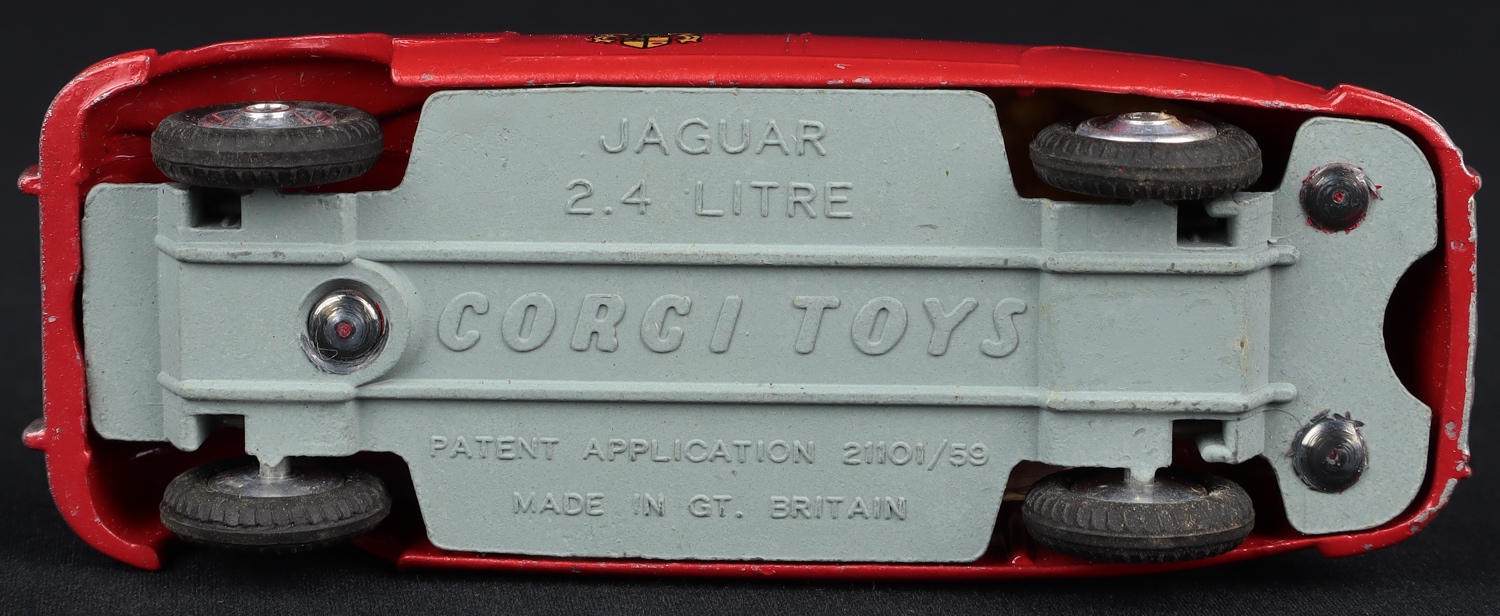 JAGUAR
2.4 LITRE
CORGI TOYS
PATENT APPLICATION 21101/59
MADE IN GT. BRITAIN